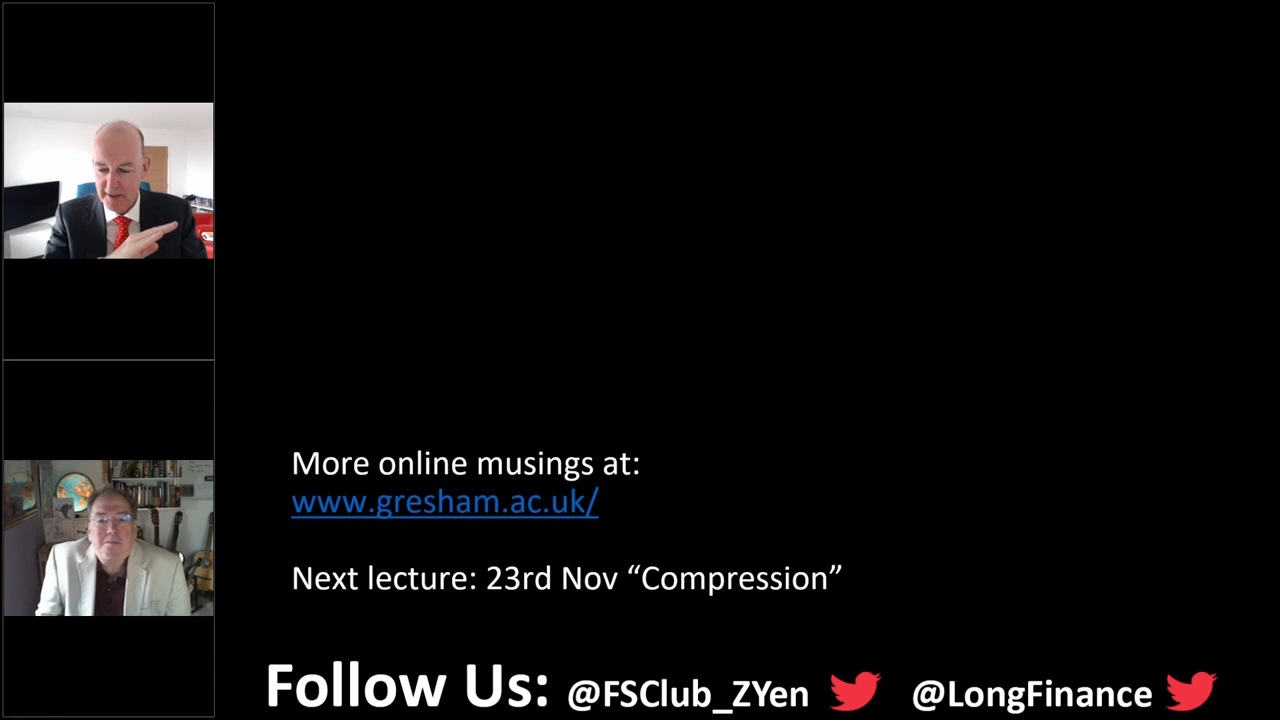 More online musings at:
www.gresham.ac.uk/
Next lecture: 23rd Nov “Compression”
Follow Us: @FSClub_ZYen @LongFinance